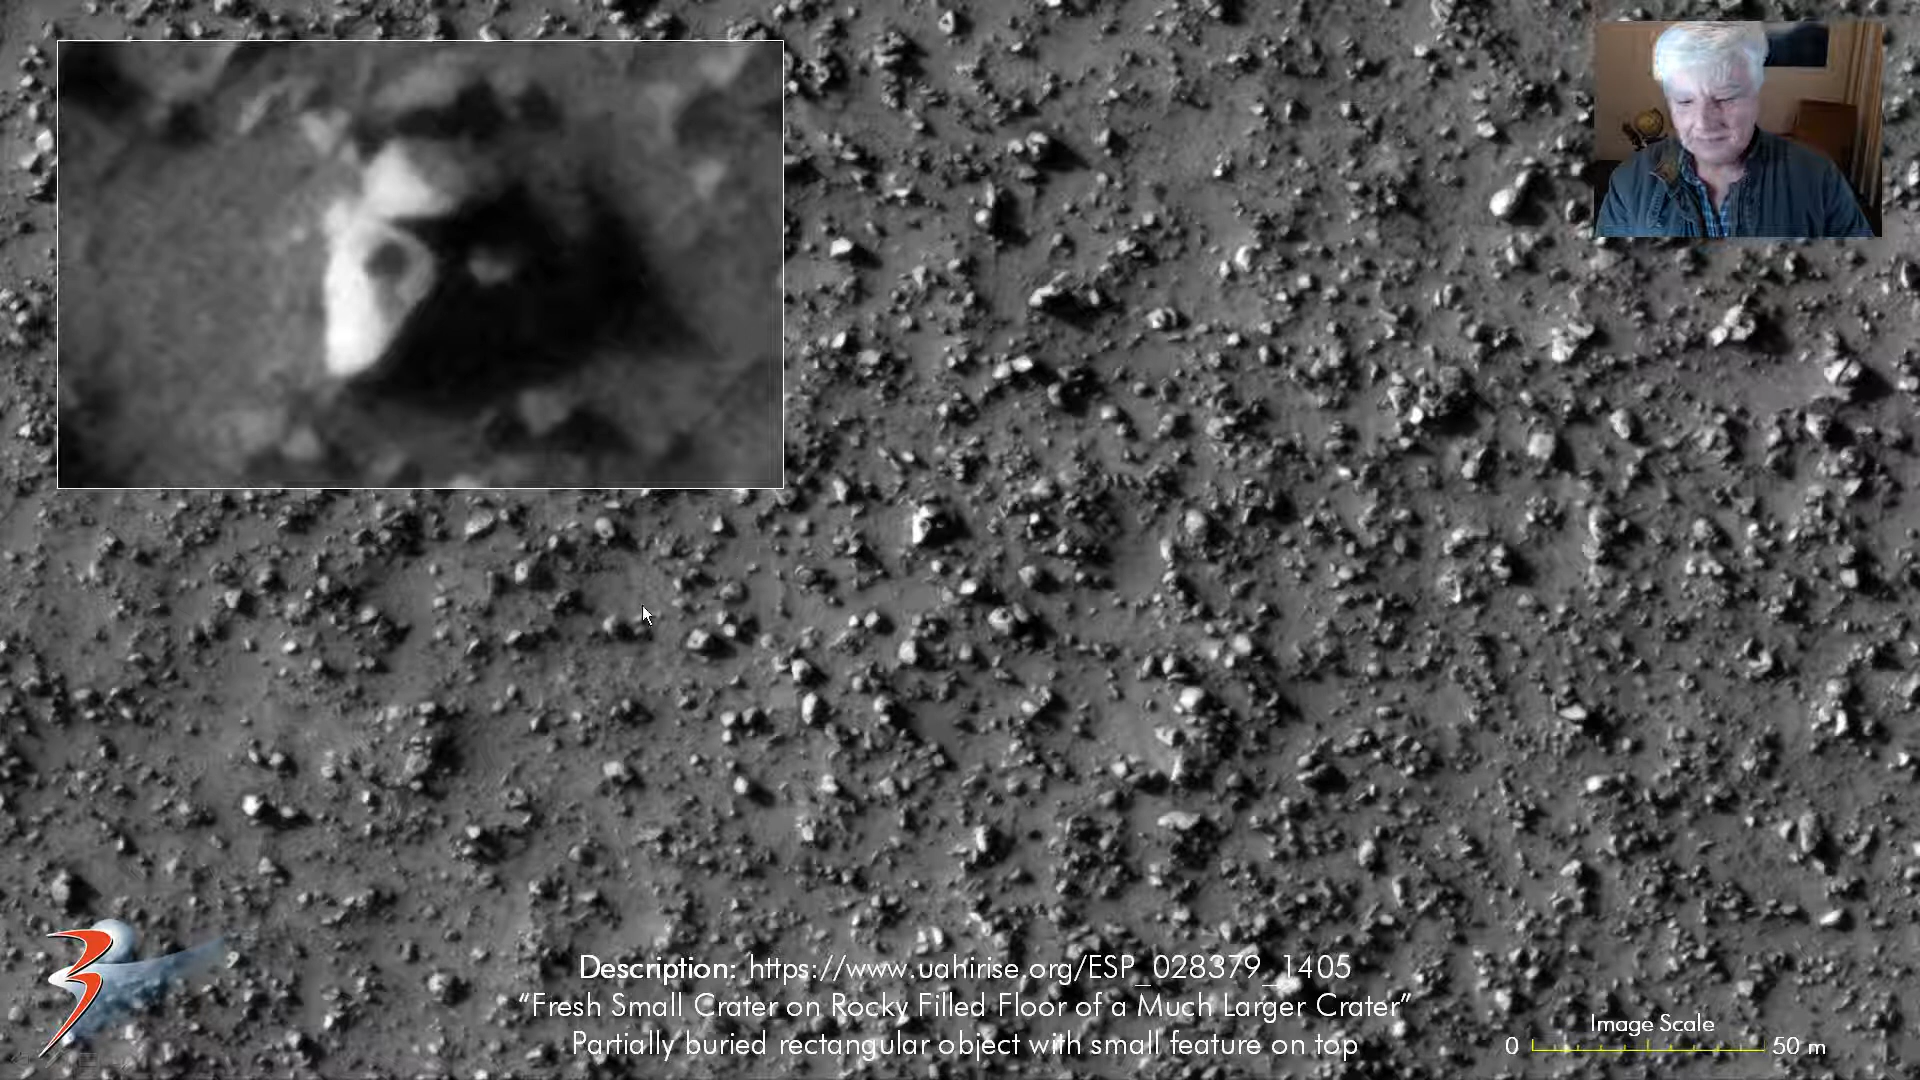 Description: https://www.uahirise.org/ESP_028379_1405
“Fresh Small Crater on Rocky Filled Floor of a Much Larger Crater”
Partially buried rectangular object with small feature on top
Image Scale
0 50 m